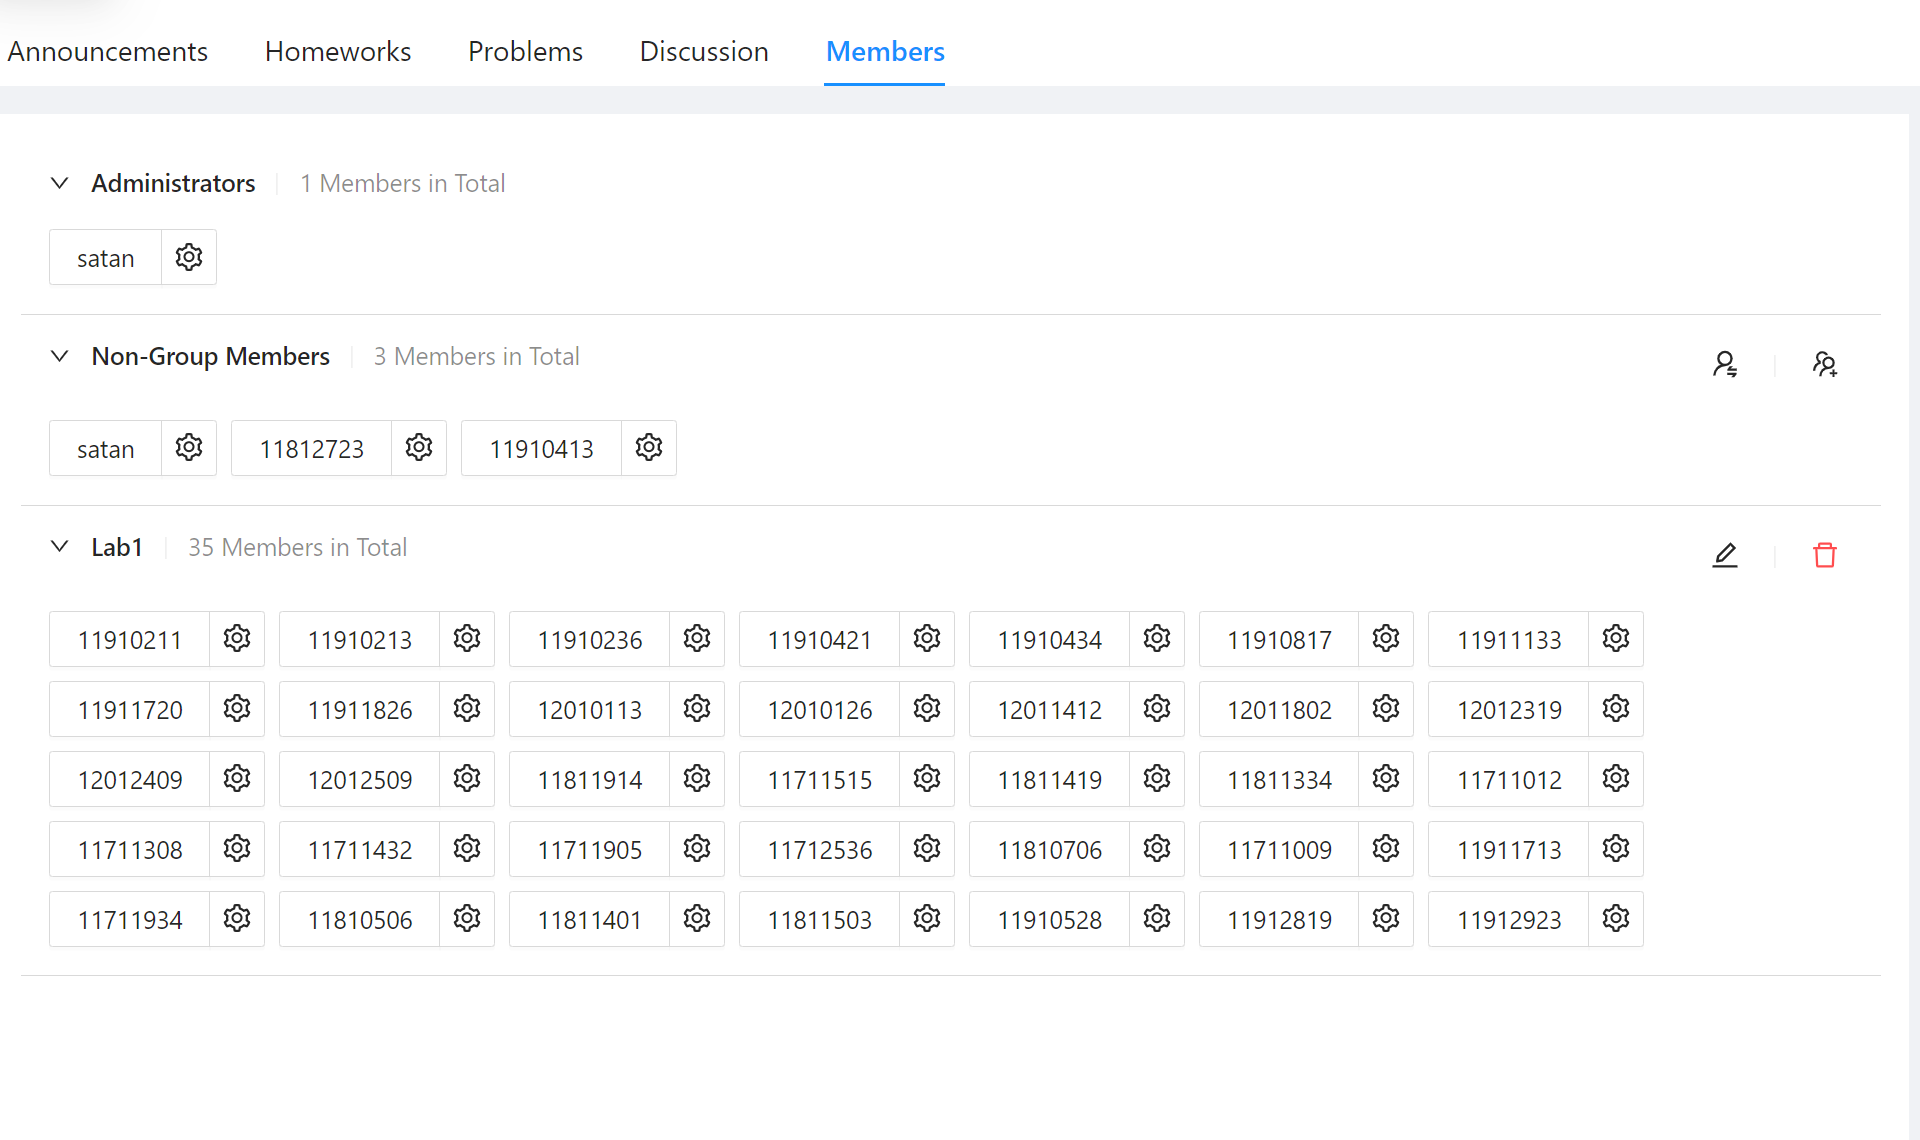 Announcements Homeworks Problems Discussion Members
Administrators 1 Members in Total
satan
Non-Group Members 3 Members in Total
satan 11812723 11910413
Lab1 35 Members in Total
11910211 11910213 11910236 11910421 11910434 11910817 11911133
11911720 11911826 12010113 12010126 12011412 12011802 12012319
12012409 12012509 11811914 11711515 11811419 11811334 11711012
11711308 11711432 11711905 11712536 11810706 11711009 11911713
11711934 11810506 11811401 11811503 11910528 11912819 11912923